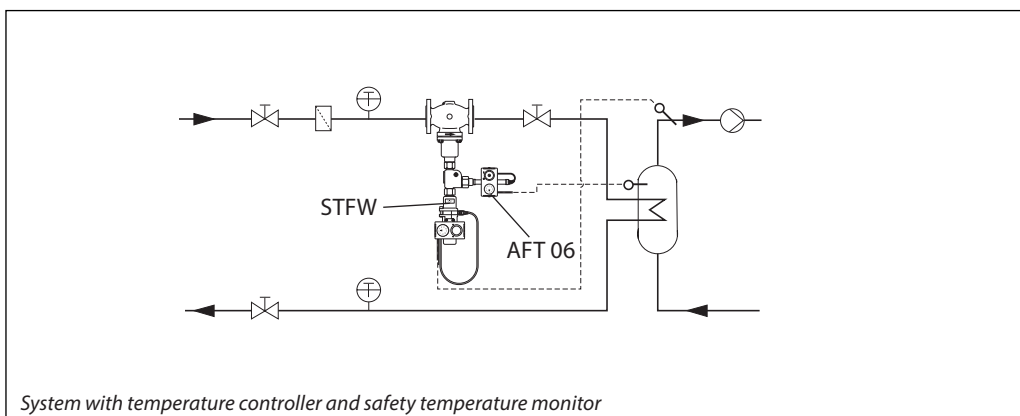 STFW
AFT 06
System with temperature controller and safety temperature monitor